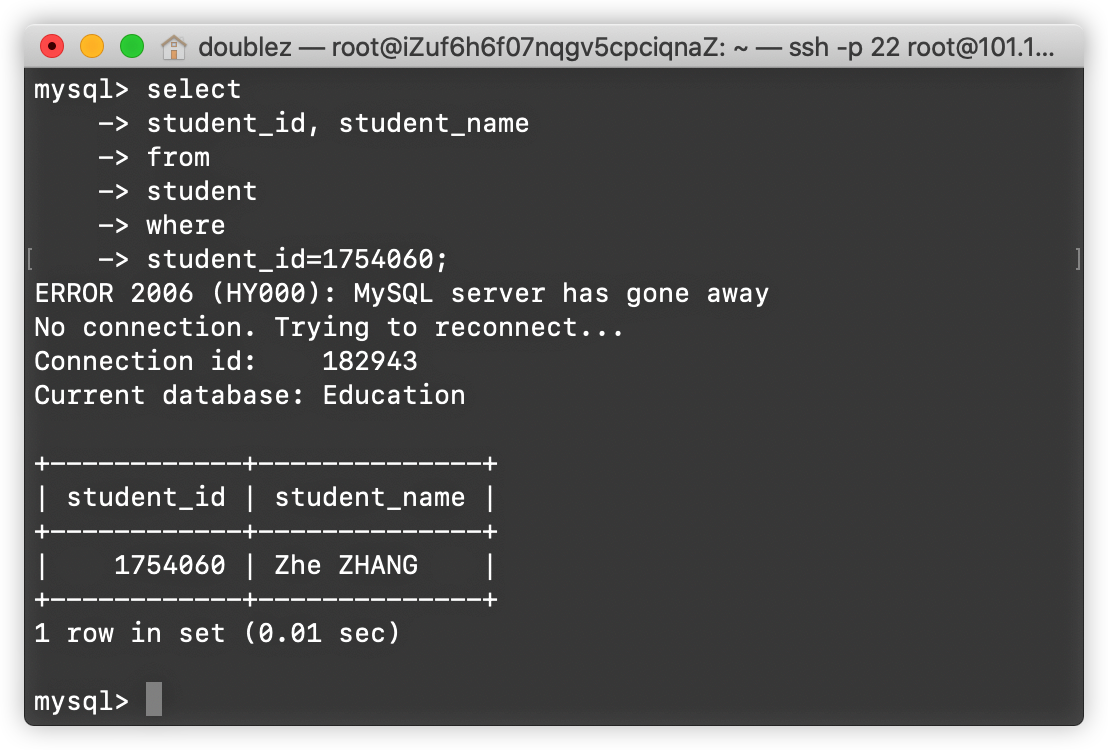 doublez — root@iZuf6h6f07nqgv5cpciqnaZ: ~ — ssh -p 22 root@101.1...
mysql> select
    -> student_id, student_name
    -> from
    -> student
    -> where
[    -> student_id=1754060;    ]
ERROR 2006 (HY000): MySQL server has gone away
No connection. Trying to reconnect...
Connection id:    182943
Current database: Education

+------------+--------------+
| student_id | student_name |
+------------+--------------+
|    1754060 | Zhe ZHANG    |
+------------+--------------+
1 row in set (0.01 sec)

mysql>